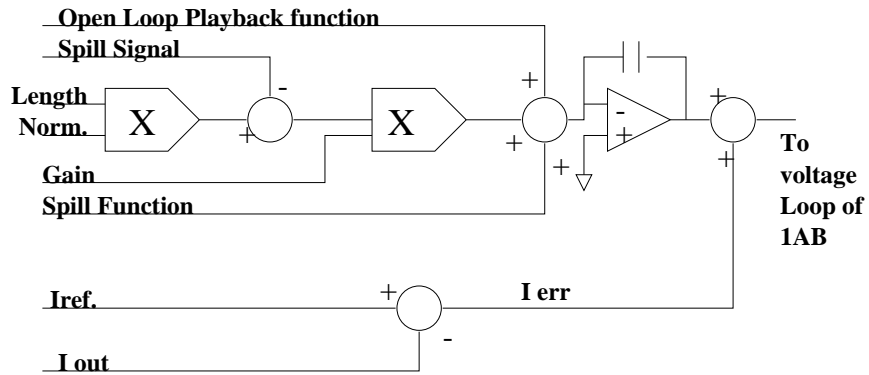 Open Loop Playback function
Spill Signal
-
Length
Norm.
X
+
X
+
+
-
+
+
+
+
To
voltage
Loop of
1AB
Gain
Spill Function
Iref.
+
I err
-
I out